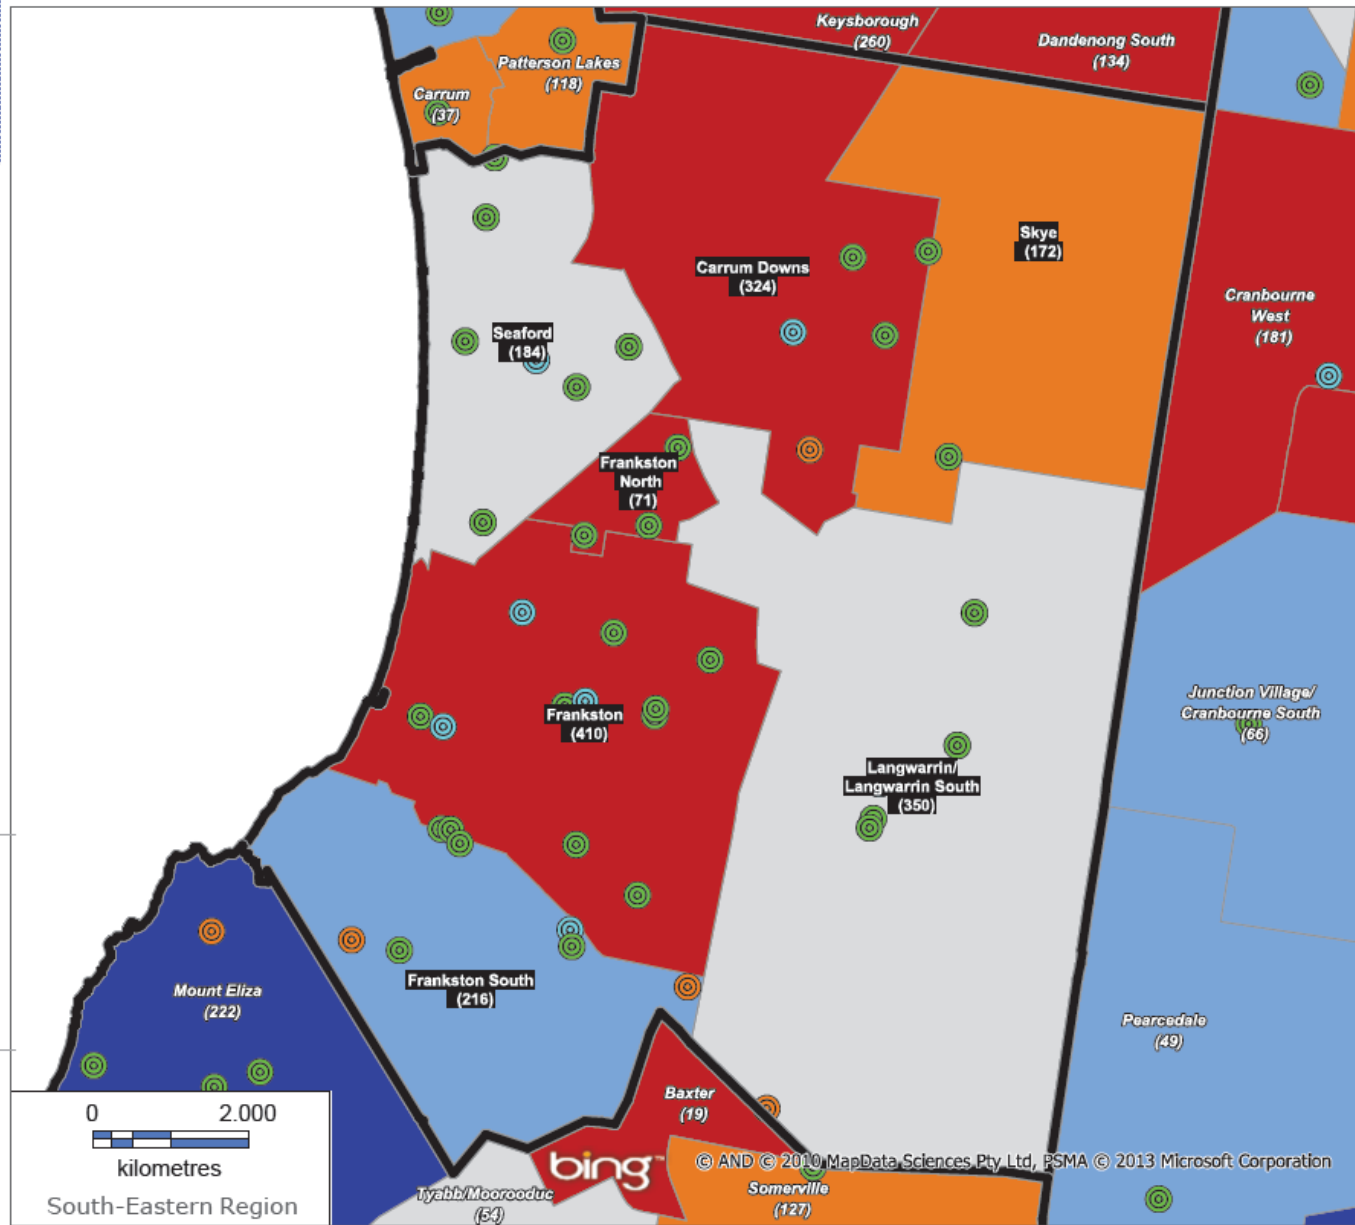 Keysborough
(260)
Dandenong South
(134)
Patterson Lakes
(118)
Carrum
(37)
Skye
(172)
Carrum Downs
(324)
Cranbourne
West
(181)
Seaford
(184)
Frankston
North
(71)
Junction Village/
Cranbourne South
(66)
Frankston
(410)
Langwarrin/
Langwarrin South
(350)
Frankston South
(216)
Mount Eliza
(222)
Pearcedale
(49)
Baxter
(19)
0 2.000
kilometres
South-Eastern Region
bing™
© AND © 2010 MapData Sciences Pty Ltd, PSMA © 2013 Microsoft Corporation
Tyabb/Moorooduc
(54)
Somerville
(127)